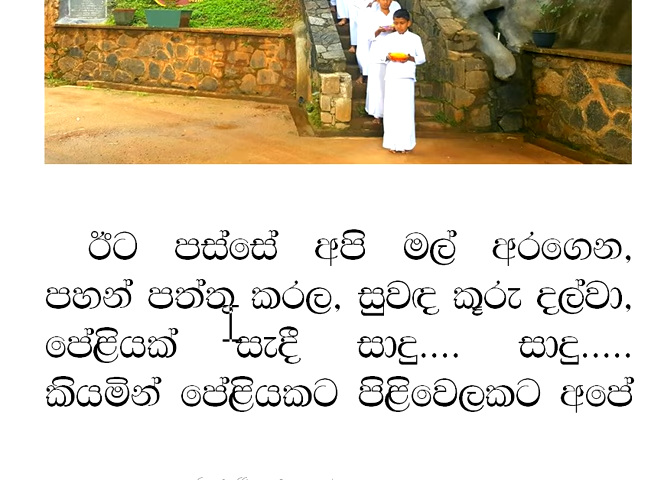 ඊට පස්සේ අපි මල් අරගෙන,
පහන් පත්තු කරල, සුවඳ කූරු දල්වා,
පේළියක් සැදී සාදු.... සාදු.....
කියමින් පේළියකට පිළිවෙලකට අපේ